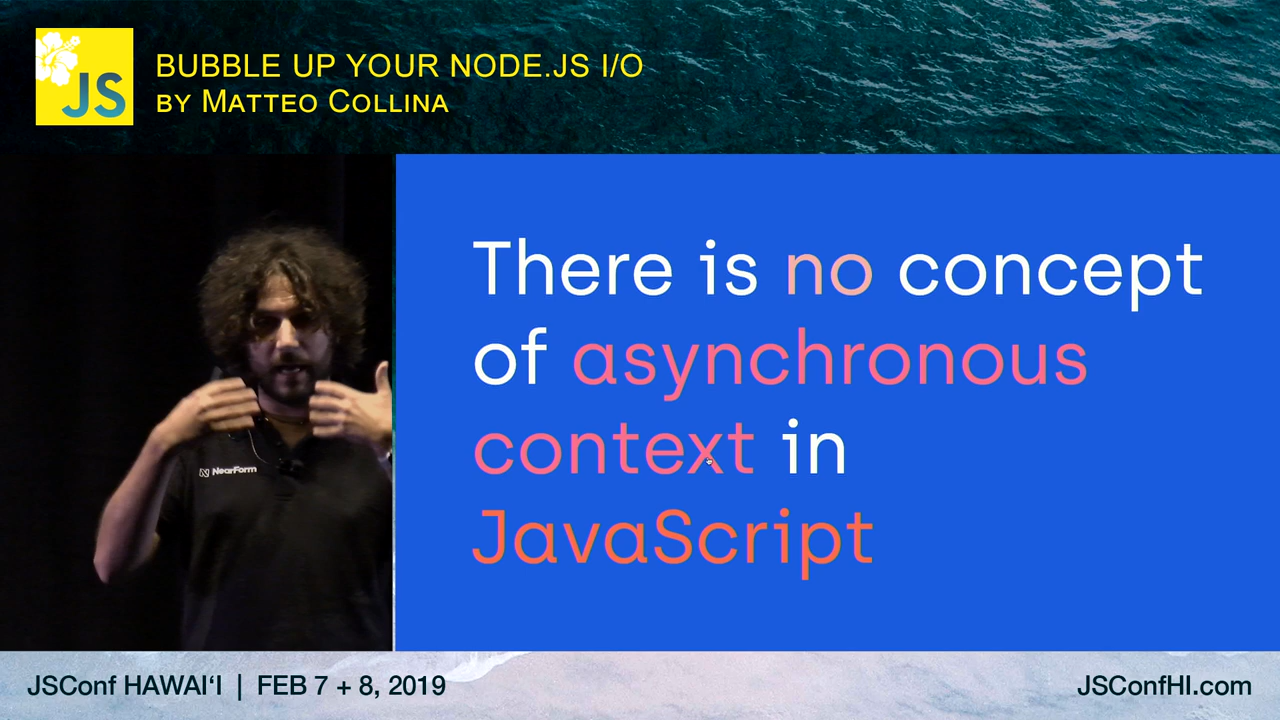 JS
BUBBLE UP YOUR NODE.JS I/O
BY MATTEO COLLINA
There is no concept
of asynchronous
context in
JavaScript
NearForm
JSConf HAWAIʻI | FEB 7 + 8, 2019
JSConfHI.com